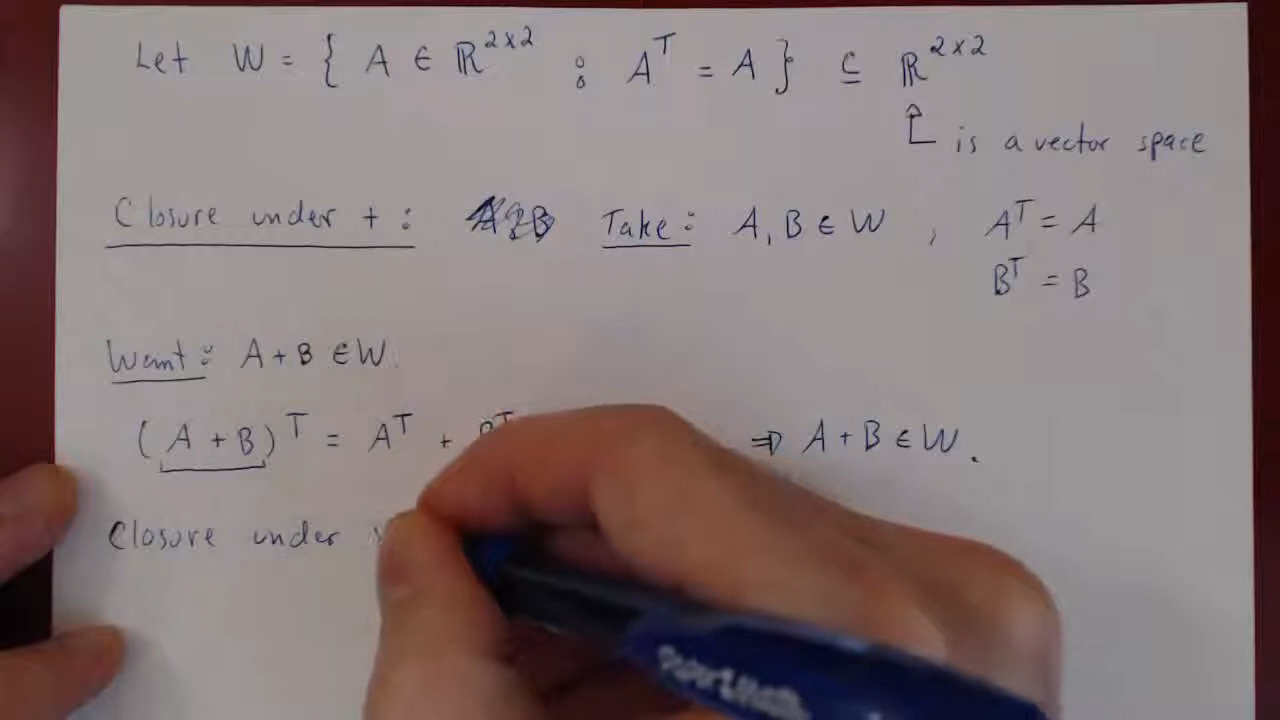 Let W = { A ∈ ℝ^{2×2} : A^T = A } ⊆ ℝ^{2×2}
is a vector space
Closure under + : Take: A, B ∈ W , A^T = A
B^T = B
Want: A + B ∈ W.
(A + B)^T = A^T + B^T ⇒ A + B ∈ W.
Closure under